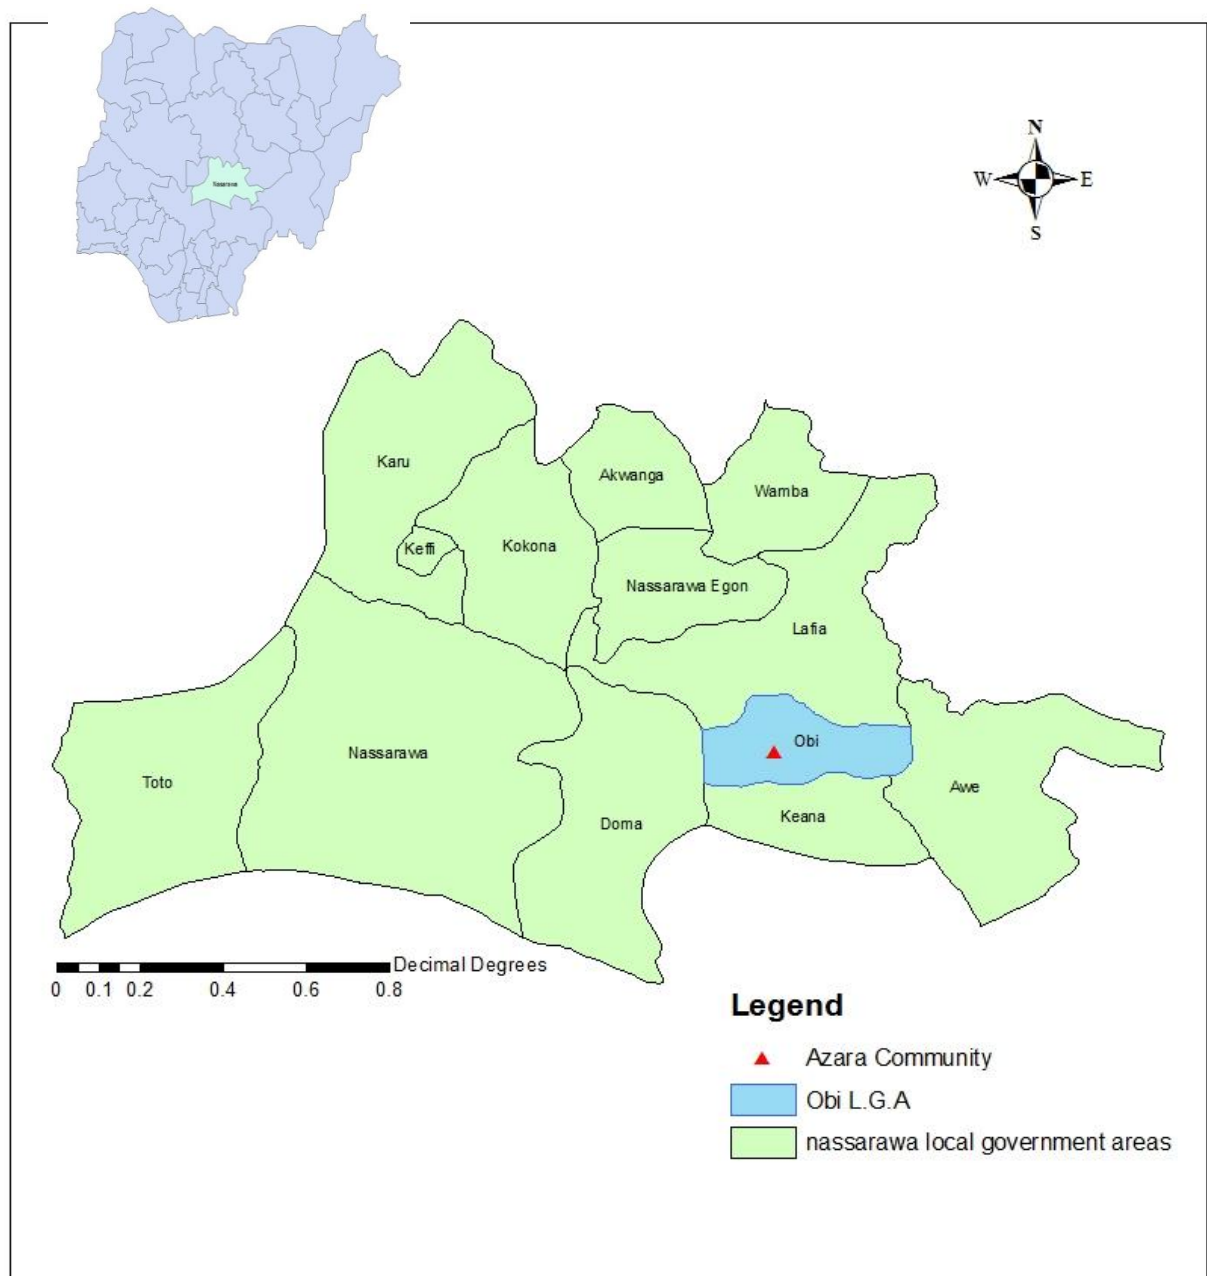 Nasarawa
N
W E
S
Karu
Akwanga
Wamba
Keffi
Kokona
Nassarawa Egon
Lafia
Obi
Nassarawa
Toto
Awe
Keana
Doma
Decimal Degrees
0 0.1 0.2 0.4 0.6 0.8
Legend
Azara Community
Obi L.G.A
nassarawa local government areas